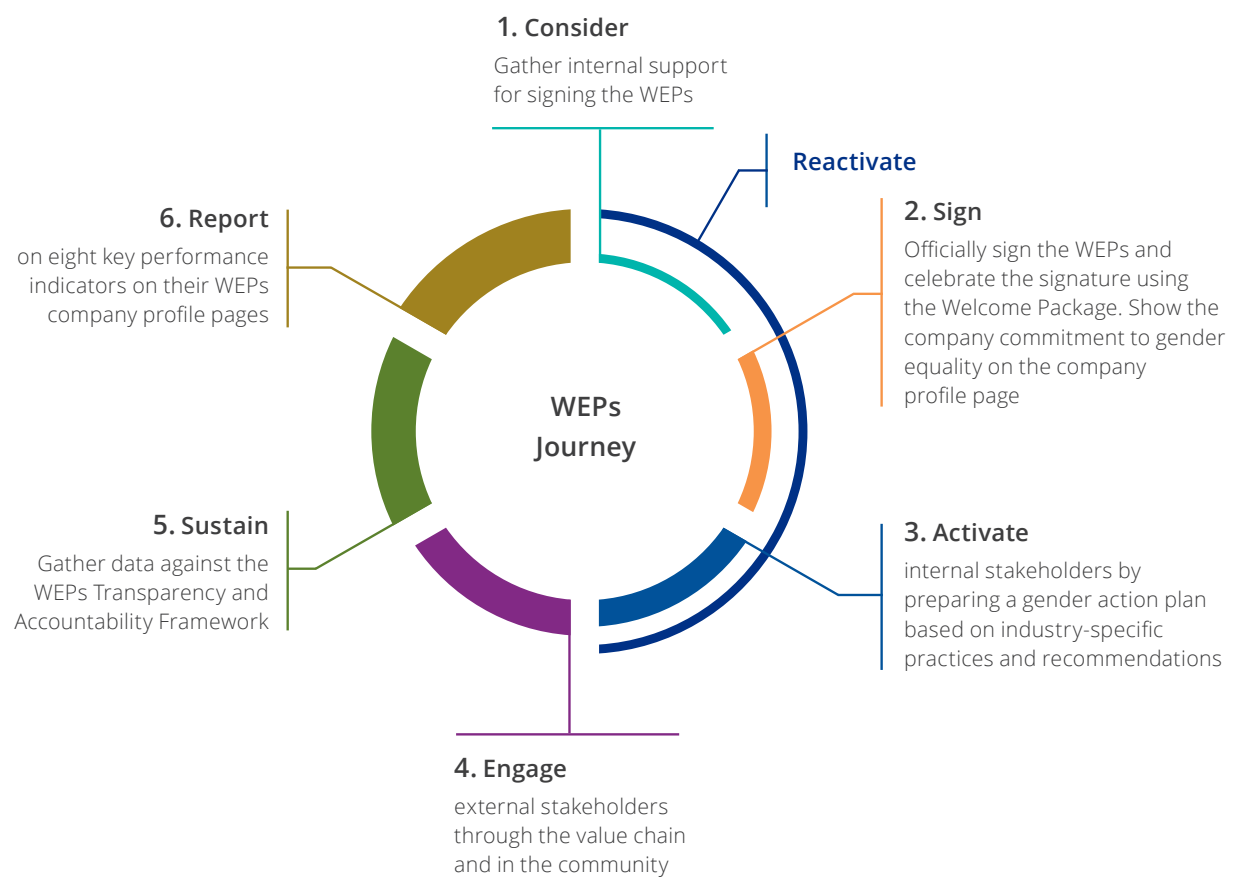 1. Consider
Gather internal support
for signing the WEPs
Reactivate
2. Sign
Officially sign the WEPs and
celebrate the signature using
the Welcome Package. Show the
company commitment to gender
equality on the company
profile page
3. Activate
internal stakeholders by
preparing a gender action plan
based on industry-specific
practices and recommendations
4. Engage
external stakeholders
through the value chain
and in the community
5. Sustain
Gather data against the
WEPs Transparency and
Accountability Framework
6. Report
on eight key performance
indicators on their WEPs
company profile pages
WEPs
Journey